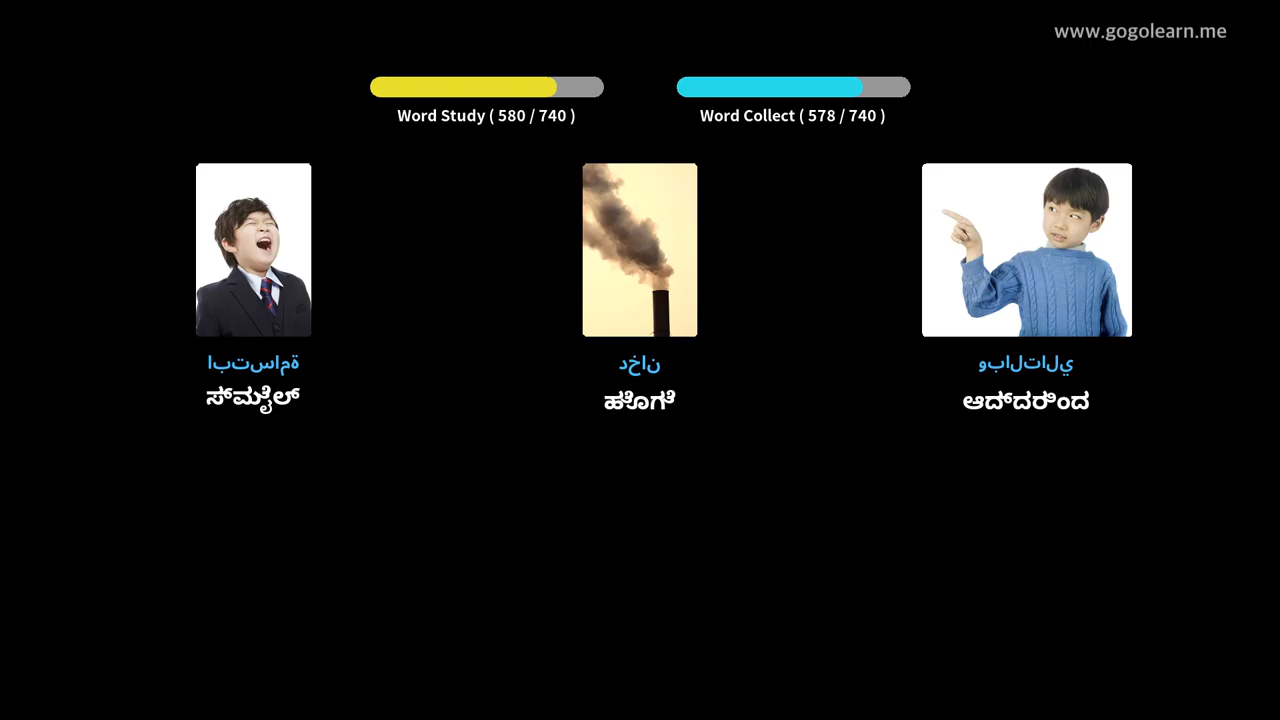 www.gogolearn.me
Word Study ( 580 / 740 )
Word Collect ( 578 / 740 )
ابتسامة
ಸ್ಮೈಲ್
دخان
ಹೊಗೆ
وبالتالي
ಆದ್ದರಿಂದ